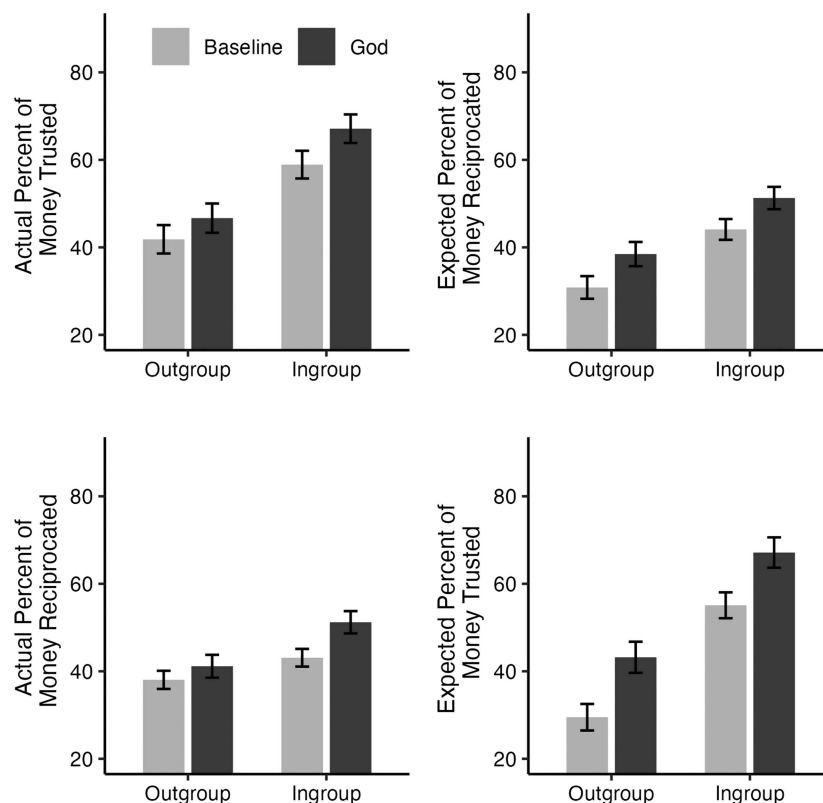 Baseline God
Actual Percent of
Money Trusted
80
60
40
20
Outgroup Ingroup
Expected Percent of
Money Reciprocated
80
60
40
20
Outgroup Ingroup
Actual Percent of
Money Reciprocated
80
60
40
20
Outgroup Ingroup
Expected Percent of
Money Trusted
80
60
40
20
Outgroup Ingroup